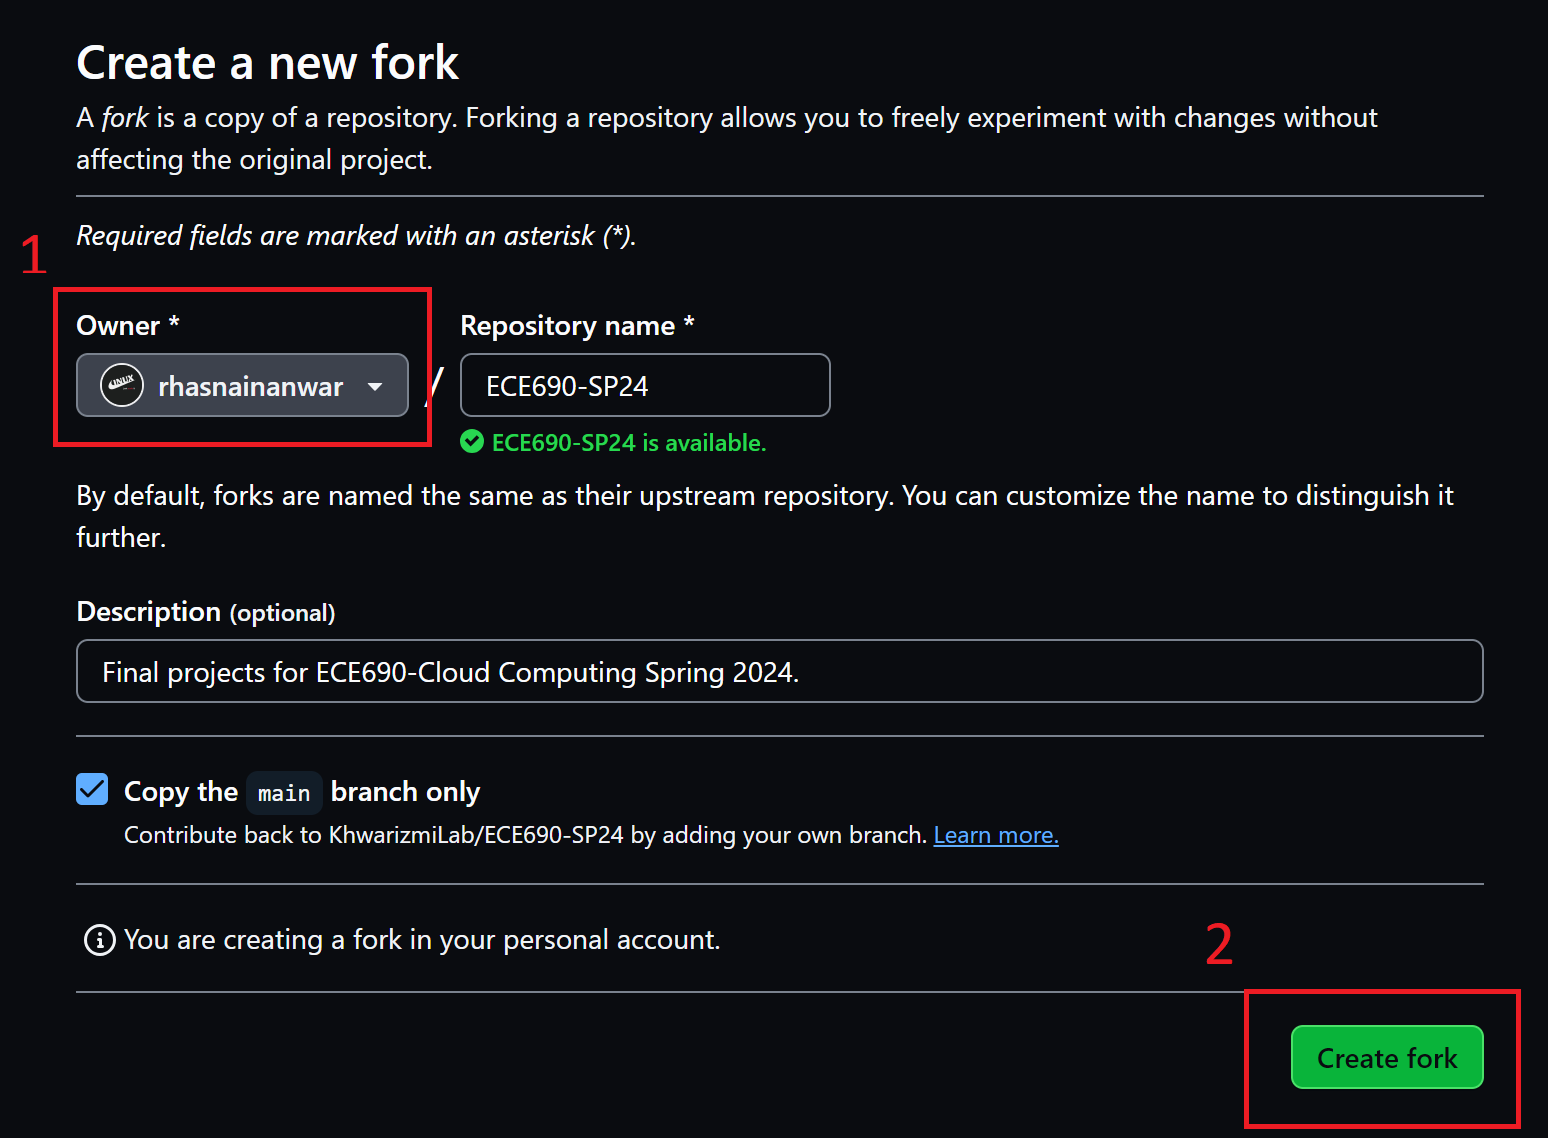 Create a new fork
A fork is a copy of a repository. Forking a repository allows you to freely experiment with changes without
affecting the original project.
Required fields are marked with an asterisk (*).
1
Owner * Repository name *
LINUX rhasnainanwar / ECE690-SP24
ECE690-SP24 is available.
By default, forks are named the same as their upstream repository. You can customize the name to distinguish it
further.
Description (optional)
Final projects for ECE690-Cloud Computing Spring 2024.
Copy the main branch only
Contribute back to KhwarizmiLab/ECE690-SP24 by adding your own branch. Learn more.
You are creating a fork in your personal account.
2
Create fork